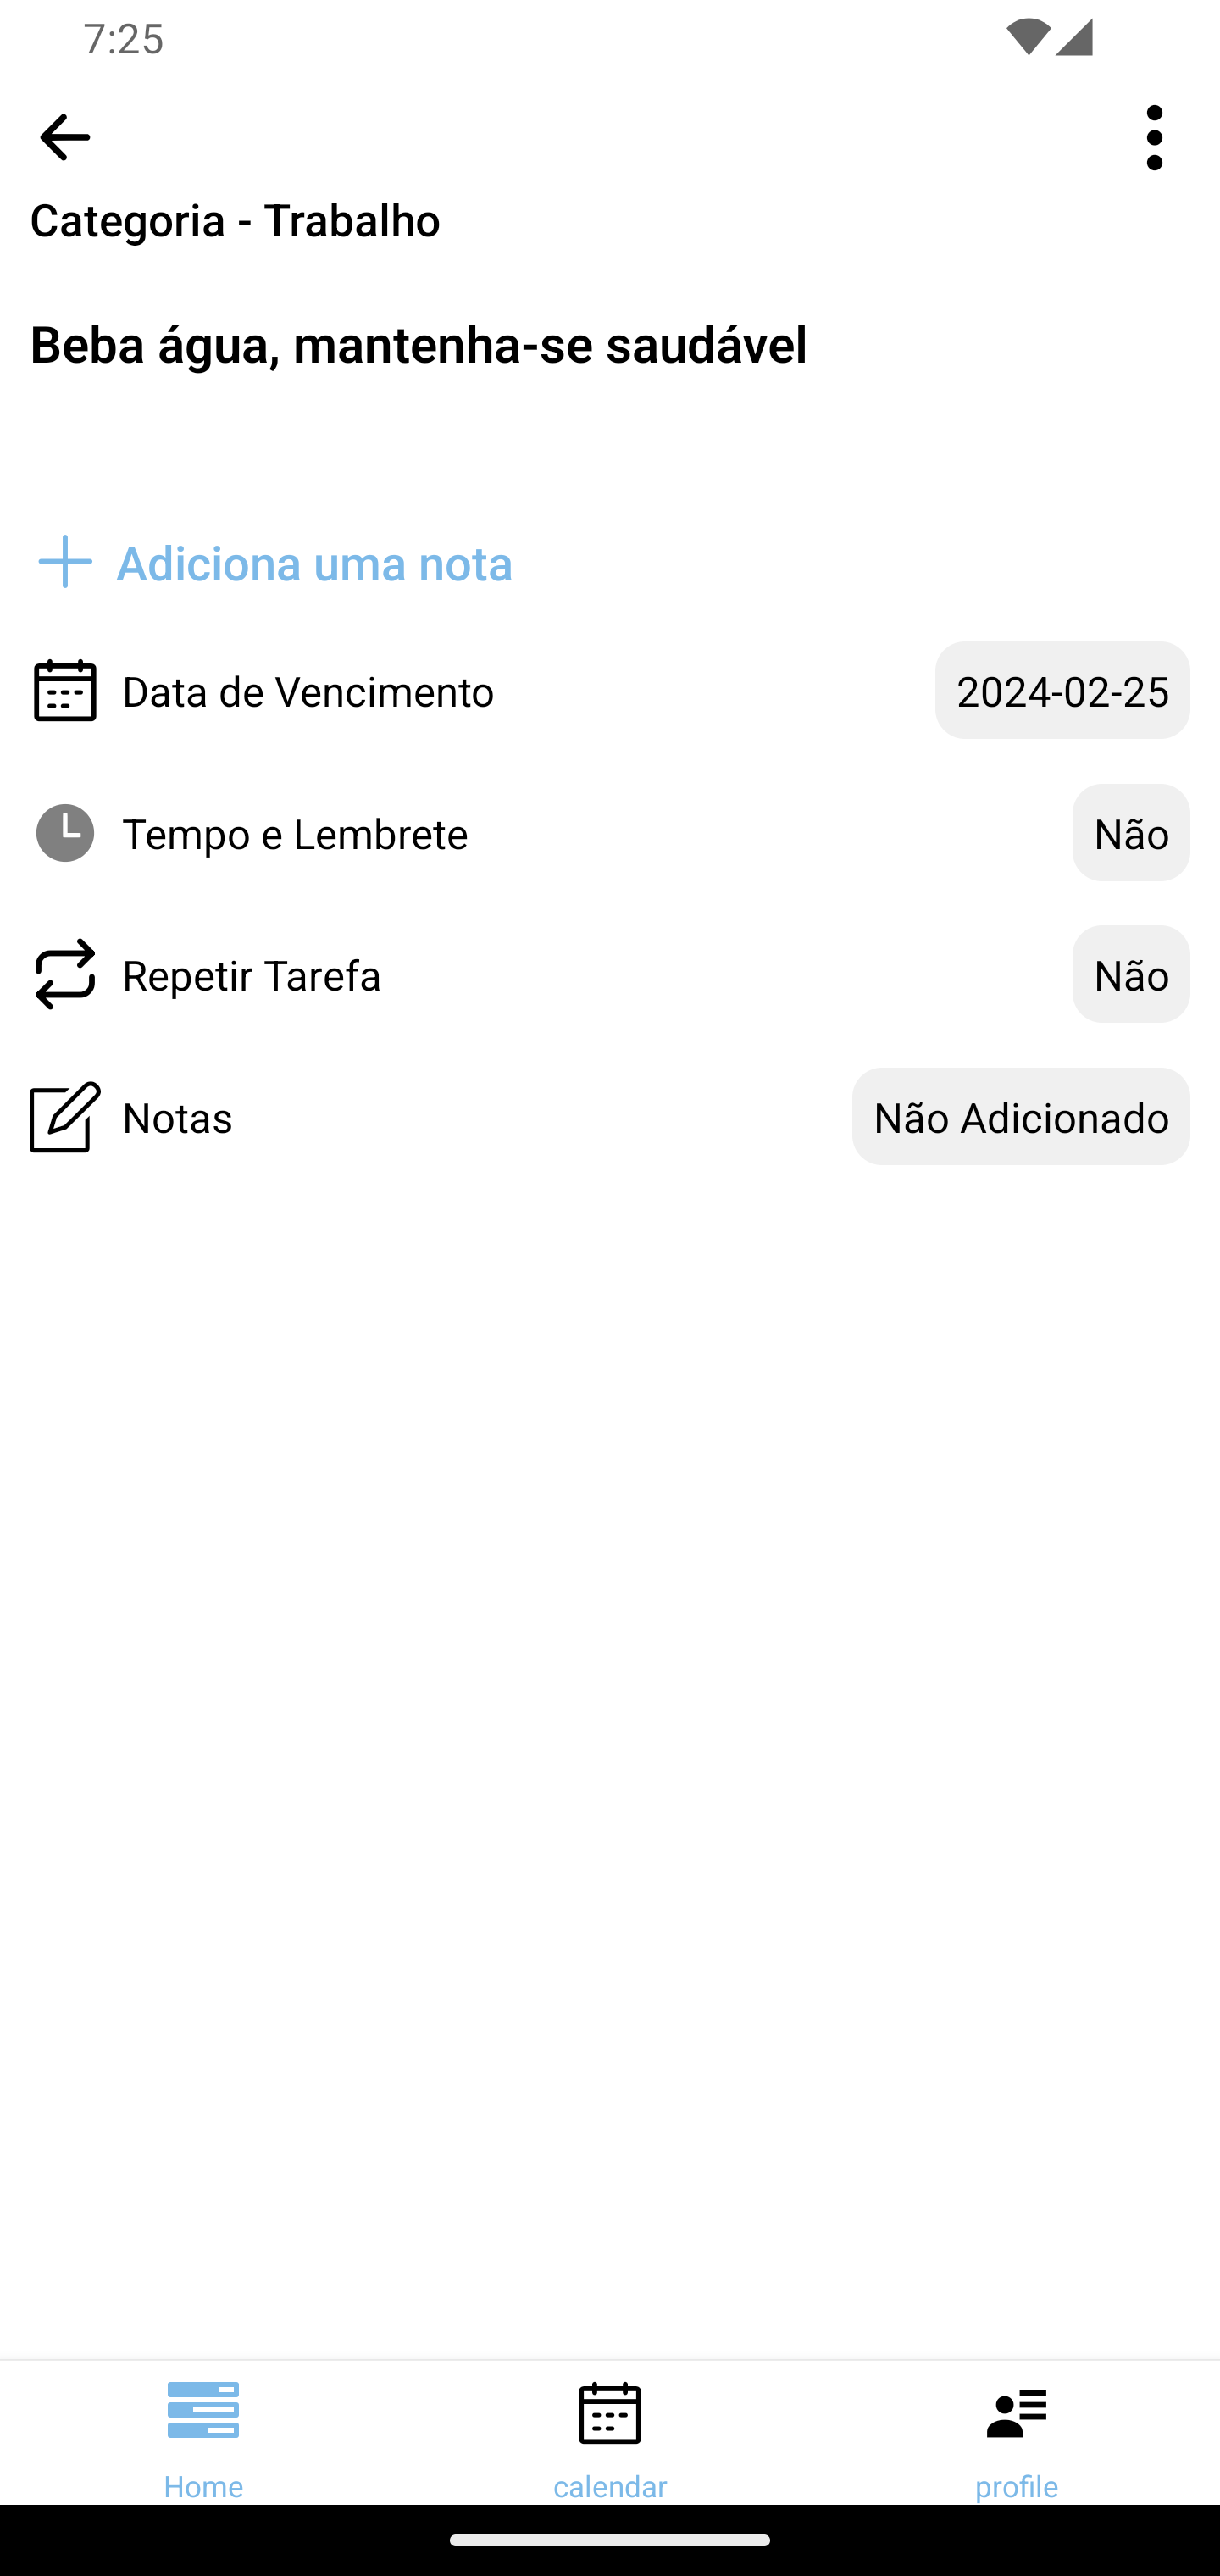 7:25
Categoria - Trabalho
Beba água, mantenha-se saudável
Adiciona uma nota
Data de Vencimento 2024-02-25
Tempo e Lembrete Não
Repetir Tarefa Não
Notas Não Adicionado
Home calendar profile